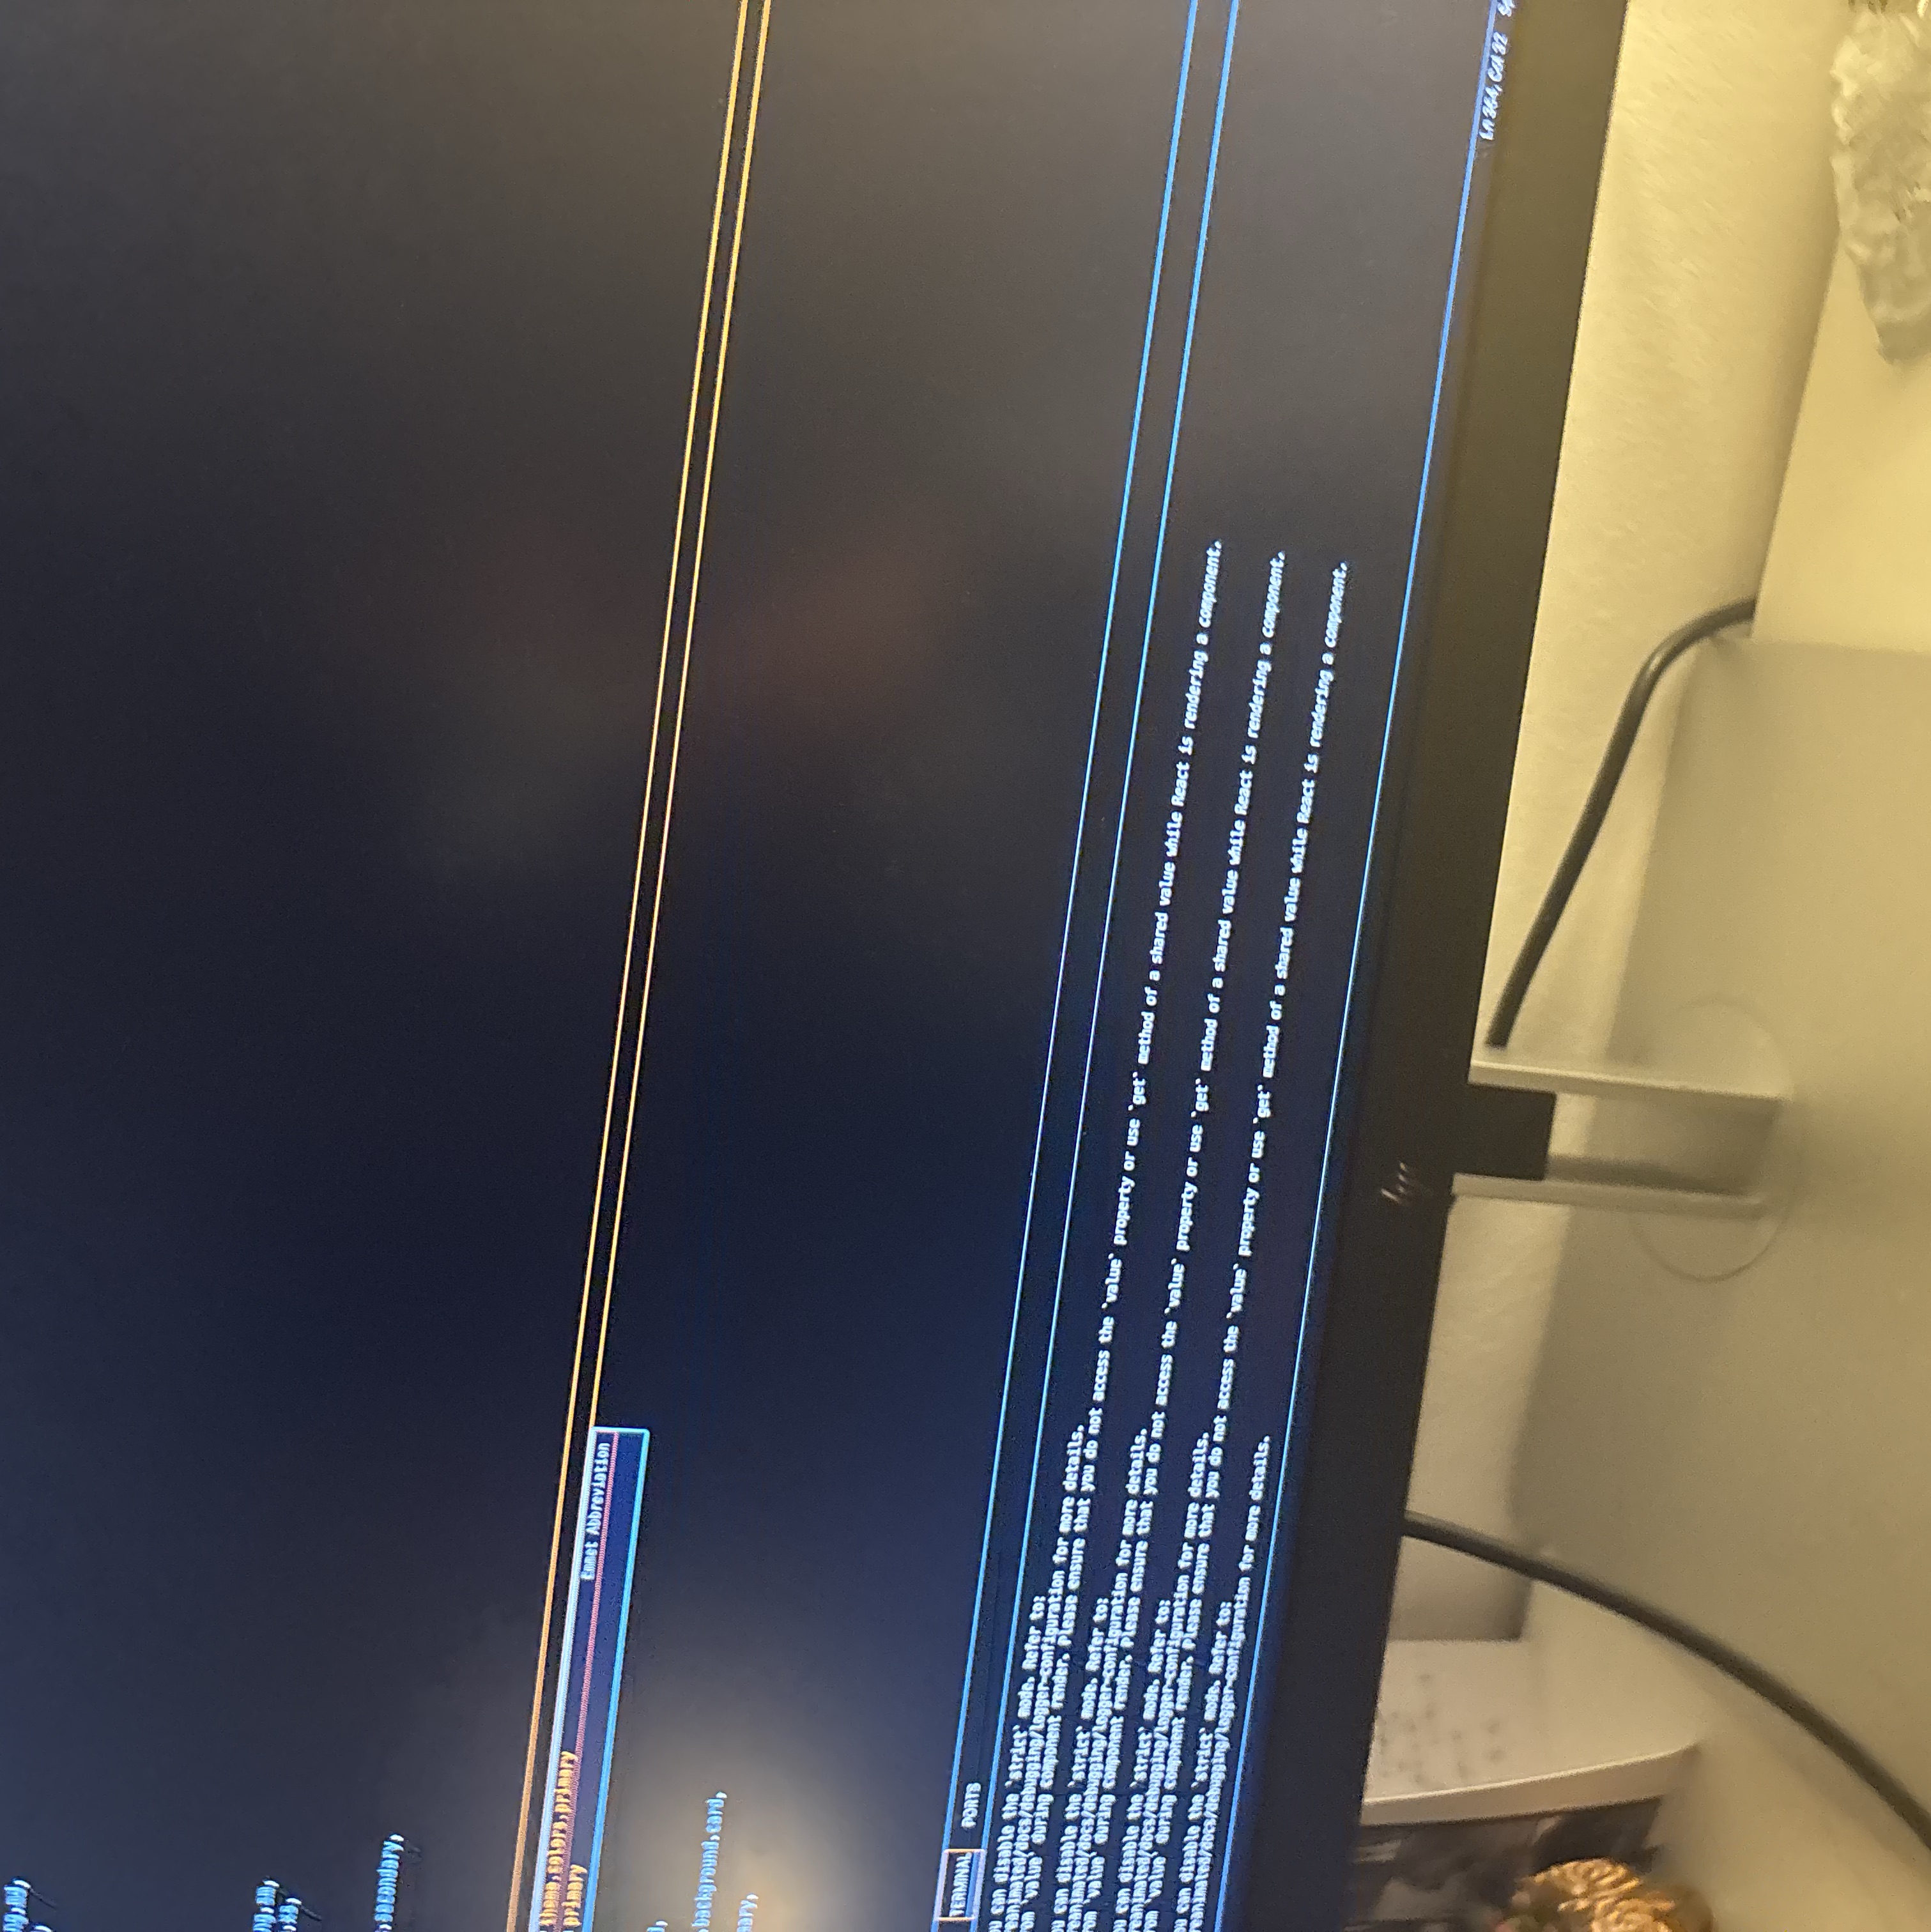 secondary,
theme.colors.primary
primary
Emmet Abbreviation
background.card,
TERMINAL PORTS
can disable the `strict` mode. Refer to:
reanimated/docs/debugging/logger-configuration for more details.
`value` during component render. Please ensure that you do not access the `value` property or use `get` method of a shared value while React is rendering a component.
can disable the `strict` mode. Refer to:
reanimated/docs/debugging/logger-configuration for more details.
`value` during component render. Please ensure that you do not access the `value` property or use `get` method of a shared value while React is rendering a component.
can disable the `strict` mode. Refer to:
reanimated/docs/debugging/logger-configuration for more details.
`value` during component render. Please ensure that you do not access the `value` property or use `get` method of a shared value while React is rendering a component.
can disable the `strict` mode. Refer to:
reanimated/docs/debugging/logger-configuration for more details.
hp